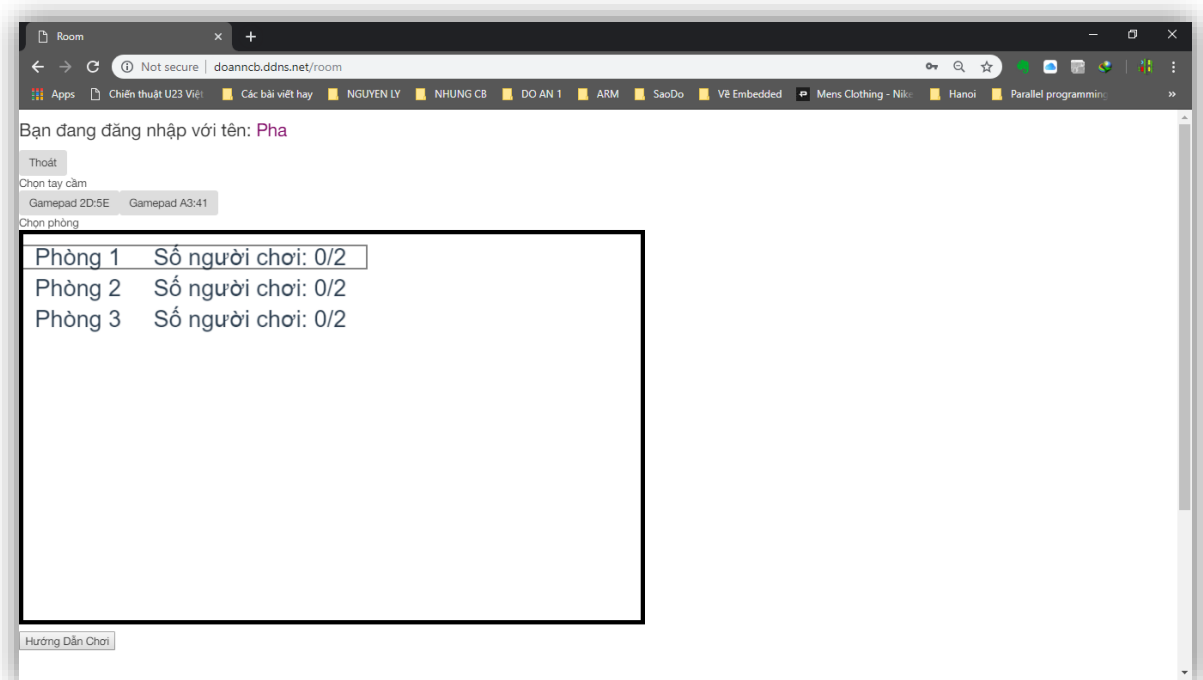 Room
Not secure | doanncb.ddns.net/room
Apps Chiến thuật U23 Việt Các bài viết hay NGUYEN LY NHUNG CB DO AN 1 ARM SaoDo Về Embedded Mens Clothing - Nike Hanoi Parallel programming »
Bạn đang đăng nhập với tên: Pha
Thoát
Chọn tay cầm
Gamepad 2D:5E Gamepad A3:41
Chọn phòng
Phòng 1 Số người chơi: 0/2
Phòng 2 Số người chơi: 0/2
Phòng 3 Số người chơi: 0/2
Hướng Dẫn Chơi